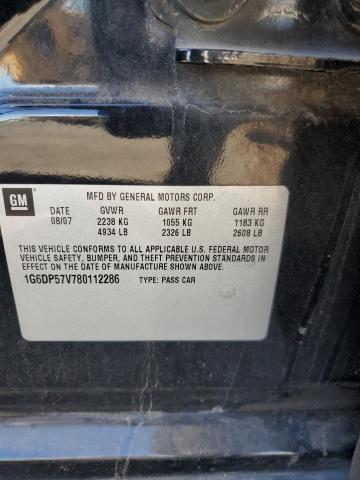 GM
MFD BY GENERAL MOTORS CORP.
DATE GVWR GAWR FRT GAWR RR
08/07 2238 KG 1055 KG 1183 KG
4934 LB 2326 LB 2608 LB
THIS VEHICLE CONFORMS TO ALL APPLICABLE U.S. FEDERAL MOTOR
VEHICLE SAFETY, BUMPER, AND THEFT PREVENTION STANDARDS IN
EFFECT ON THE DATE OF MANUFACTURE SHOWN ABOVE.
1G6DP57V780112286 TYPE: PASS CAR